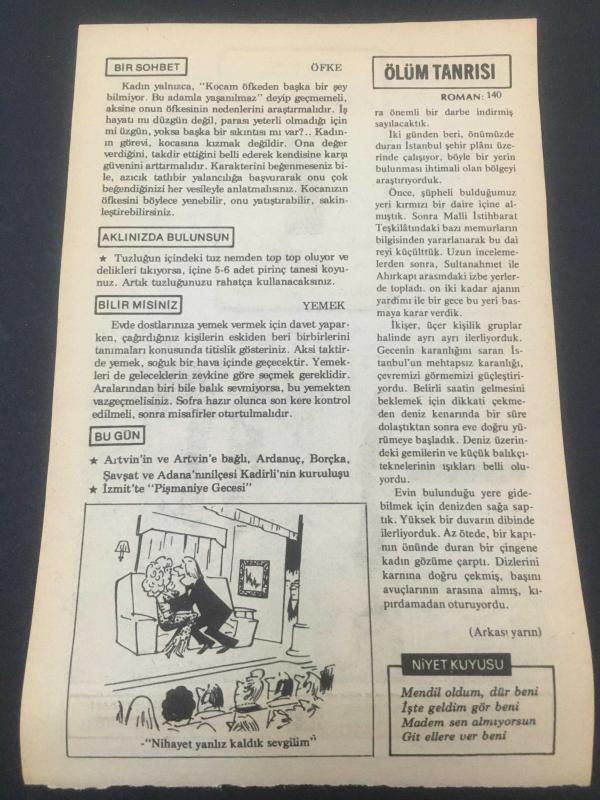 BİR SOHBET
ÖFKE
Kadın yalnızca, "Kocam öfkeden başka bir şey
bilmiyor. Bu adamla yaşanılmaz" deyip geçmemeli,
aksine onun öfkesinin nedenlerini araştırmalıdır. İş
hayatı mı düzgün değil, parası yeterli olmadığı için
mi üzgün, yoksa başka bir sıkıntısı mı var?.. Kadın-
ın görevi, kocasına kızmak değildir. Ona değer
verdiğini, takdir ettiğini belli ederek kendisine karşı
güvenini arttırmalıdır. Karakterini beğenmeseniz bi-
le, azıcık tatlıbir yalancılığa başvurarak onu çok
beğendiğinizi her vesileyle anlatmalısınız. Kocanızın
öfkesini böylece yenebilir, onu yatıştırabilir, sakin-
leştirebilirsiniz.
AKLINIZDA BULUNSUN
★ Tuzluğun içindeki tuz nemden top top oluyor ve
delikleri tıkıyorsa, içine 5-6 adet pirinç tanesi koyu-
nuz. Artık tuzluğunuzu rahatça kullanacaksınız.
BİLİR MİSİNİZ
YEMEK
Evde dostlarınıza yemek vermek için davet yapar-
ken, çağırdığınız kişilerin eskiden beri birbirlerini
tanımaları konusunda titislik gösteriniz. Aksi taktir-
de yemek, soğuk bir hava içinde geçecektir. Yemek-
leri de geleceklerin zevkine göre seçmek gereklidir.
Aralarından biri bile balık sevmiyorsa, bu yemekten
vazgeçmelisiniz. Sofra hazır olunca son kere kontrol
edilmeli, sonra misafirler oturtulmalıdır.
BU GÜN
★ Artvin'in ve Artvin'e bağlı, Ardanuç, Borçka,
Şavşat ve Adana'nınilçesi Kadirli'nin kurtuluşu
★ İzmit'te "Pişmaniye Gecesi"
-"Nihayet yanlız kaldık sevgilim"
ÖLÜM TANRISI
ROMAN: 140
ra önemli bir darbe indirmiş
sayılacaktık.
İki günden beri, önümüzde
duran İstanbul şehir plânı üze-
rinde çalışıyor, böyle bir yerin
bulunması ihtimali olan bölgeyi
araştırıyorduk.
Önce, şüpheli bulduğumuz
yeri kırmızı bir daire içine al-
mıştık. Sonra Malli İstihbarat
Teşkilâtındaki bazı memurların
bilgisinden yararlanarak bu dai
reyi küçülttük. Uzun inceleme-
lerden sonra, Sultanahmet ile
Ahırkapı arasındaki izbe yerler-
de topladı. on iki kadar ajanın
yardımı ile bir gece bu yeri bas-
maya karar verdik.
İkişer, üçer kişilik gruplar
halinde ayrı ayrı ilerliyorduk.
Gecenin karanlığını saran İs-
tanbul'un mehtapsız karanlığı,
çevremizi görmemizi güçleştiri-
yordu. Belirli saatin gelmesini
beklemek için dikkati çekme-
den deniz kenarında bir süre
dolaştıktan sonra eve doğru yü-
rümeye başladık. Deniz üzerin-
deki gemilerin ve küçük balıkçı-
teknelerinin ışıkları belli olu-
yordu.
Evin bulunduğu yere gide-
bilmek için denizden sağa sap-
tık. Yüksek bir duvarın dibinde
ilerliyorduk. Az ötede, bir kapı-
nın önünde duran bir çingene
kadın gözüme çarptı. Dizlerini
karnına doğru çekmiş, başını
avuçlarının arasına almış, kı-
pırdamadan oturuyordu.
(Arkası yarın)
NİYET KUYUSU
Mendil oldum, dür beni
İşte geldim gör beni
Madem sen almıyorsun
Git ellere ver beni